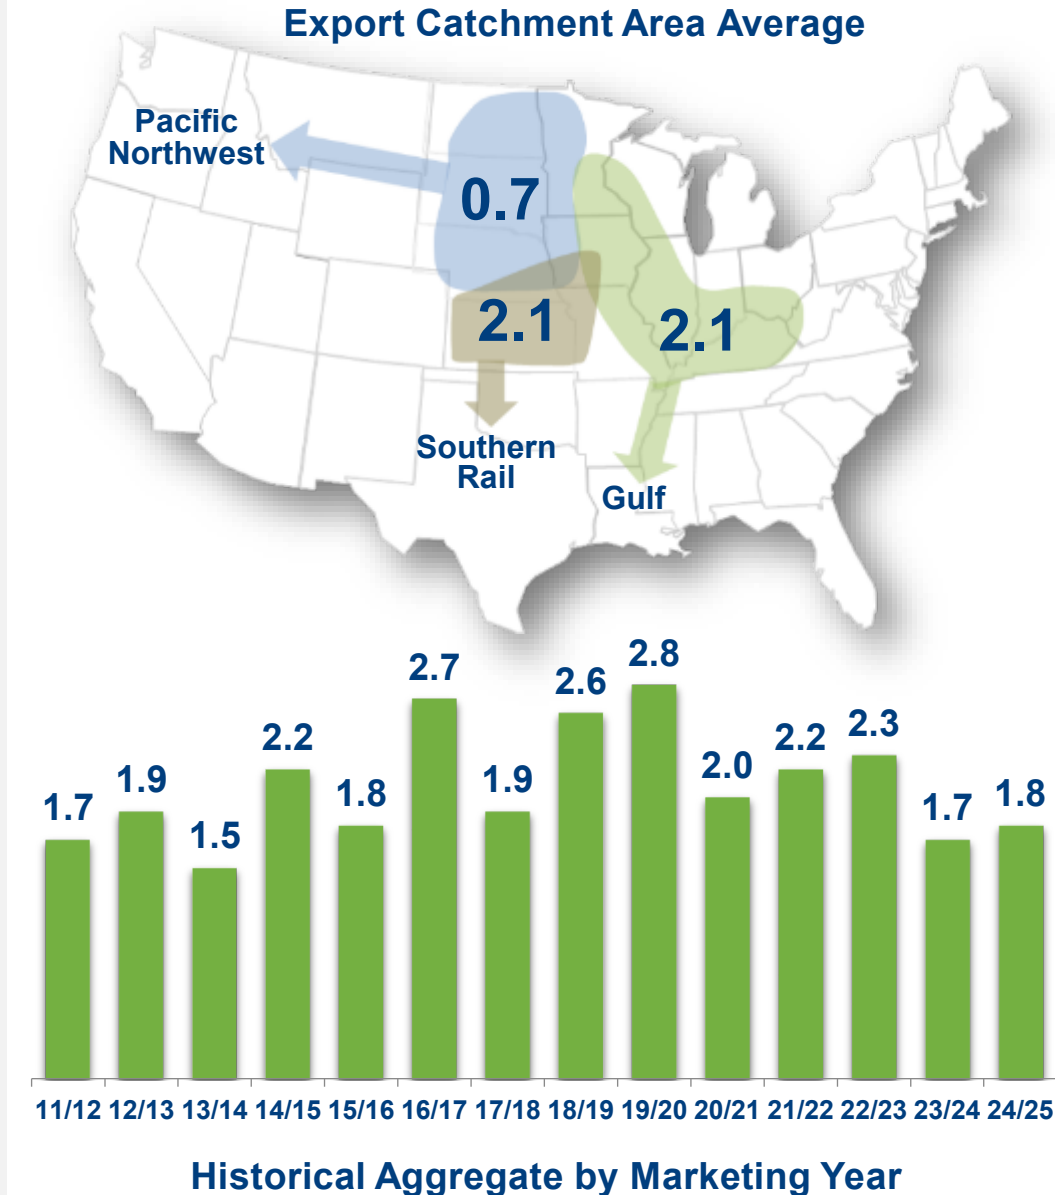 Export Catchment Area Average
Pacific
Northwest
0.7
2.1
2.1
Southern
Rail
Gulf
1.7
1.9
1.5
2.2
1.8
2.7
1.9
2.6
2.8
2.0
2.2
2.3
1.7
1.8
11/12 12/13 13/14 14/15 15/16 16/17 17/18 18/19 19/20 20/21 21/22 22/23 23/24 24/25
Historical Aggregate by Marketing Year